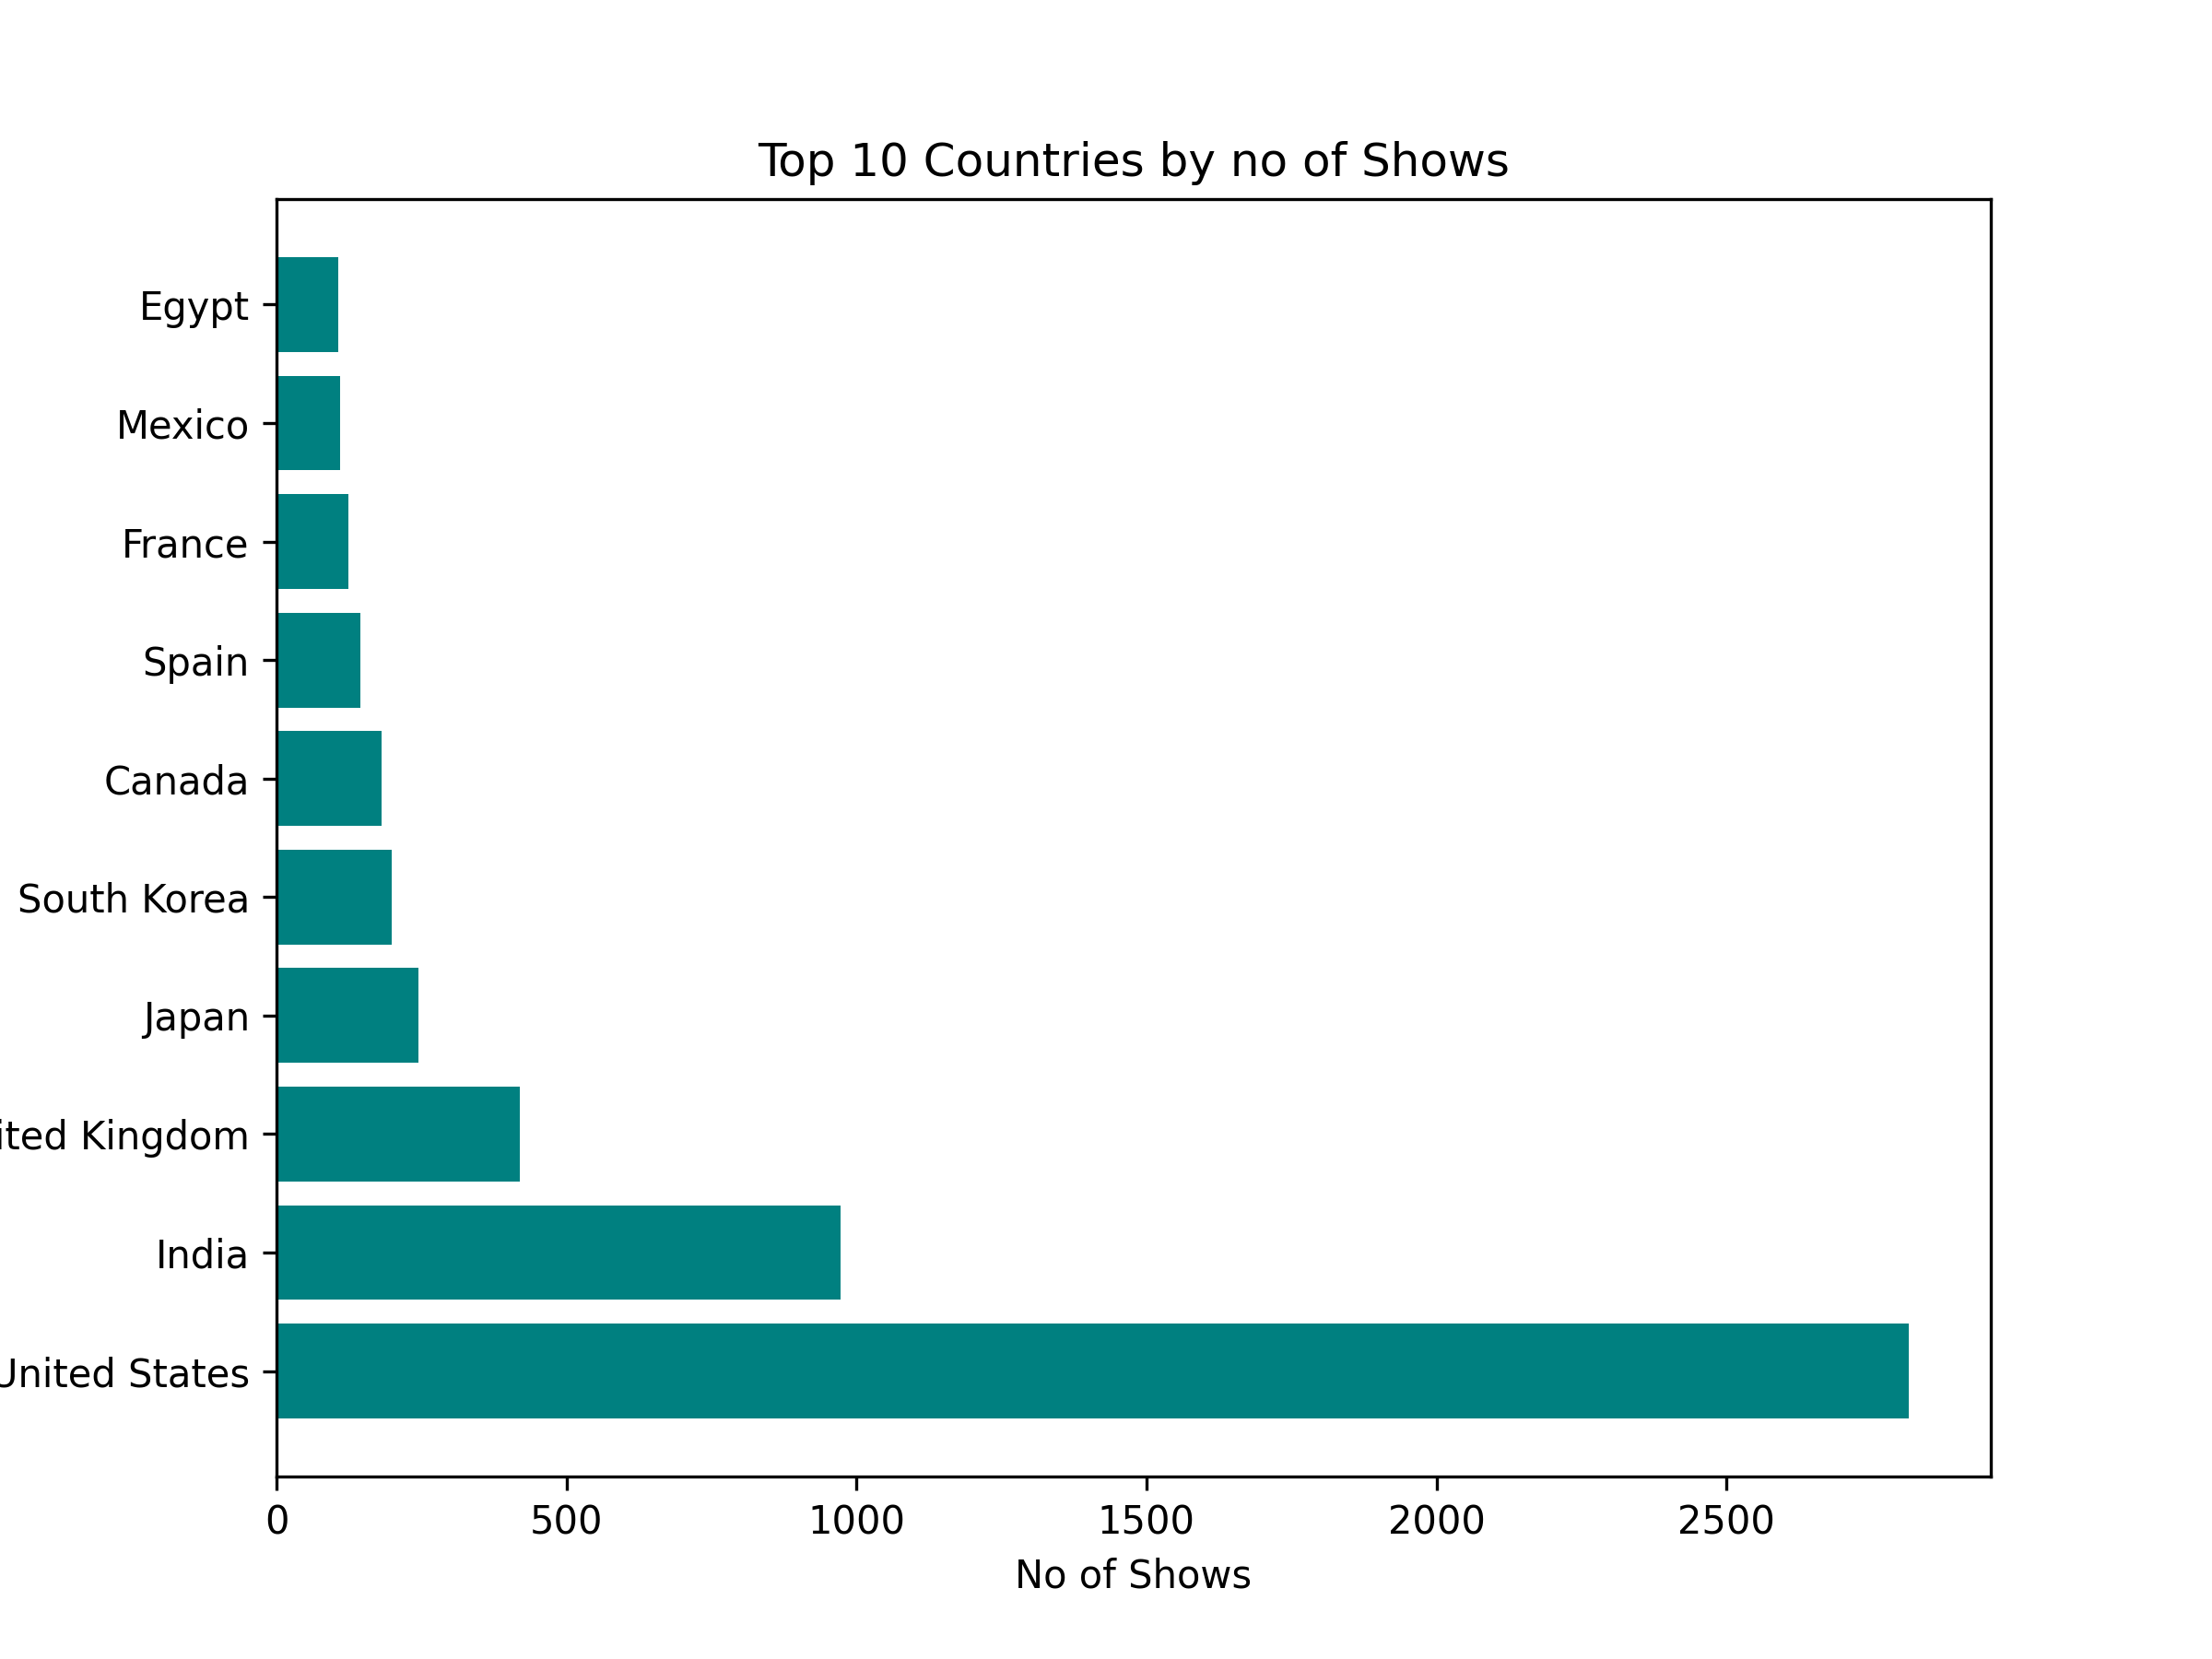 Top 10 Countries by no of Shows
Egypt
Mexico
France
Spain
Canada
South Korea
Japan
ited Kingdom
India
United States
0 500 1000 1500 2000 2500
No of Shows